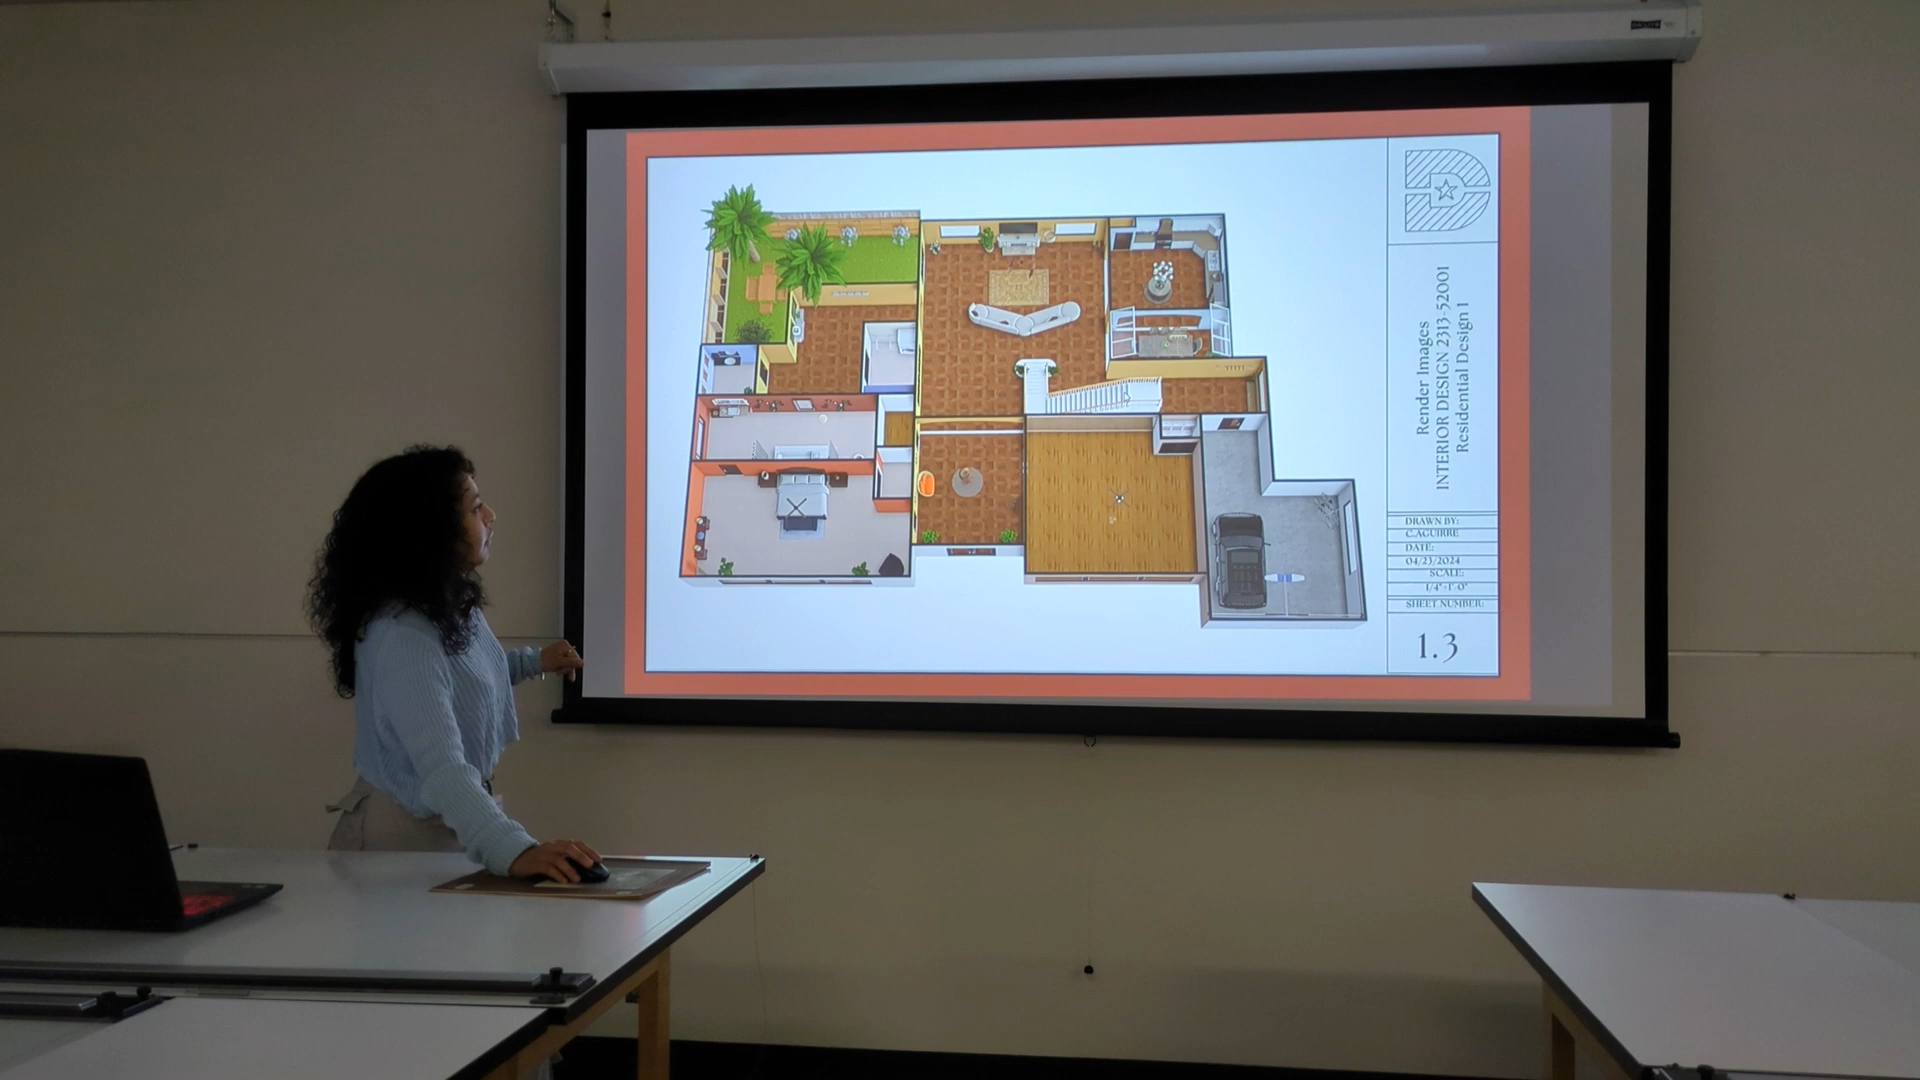 Render Images
INTERIOR DESIGN 2313-5201
Residential Design 1
DRAWN BY:
C.AGUIRRE
DATE:
04/23/2024
SCALE:
1/4"=1'-0"
SHEET NUMBER:
1.3